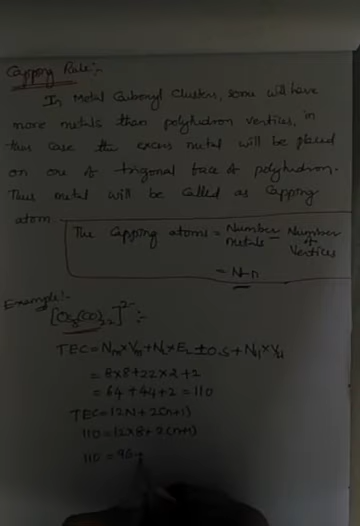 Capping Rule:-
In Metal Carbonyl Clusters, some will have
more metals than polyhedron vertices, in
this case the excess metal will be placed
on one of trigonal face of polyhedron.
Thus metal will be called as Capping
atom.
The Capping atoms = Number of metals - Number of Vertices
= N-n
Example:-
[Os8(CO)22]2-:-
TEC = Nm×Vm+NL×EL±O.S+NH×VH
= 8×8+22×2+2
= 64+44+2=110
TEC=12N+2(n+1)
110=12×8+2(n+1)
110=96+